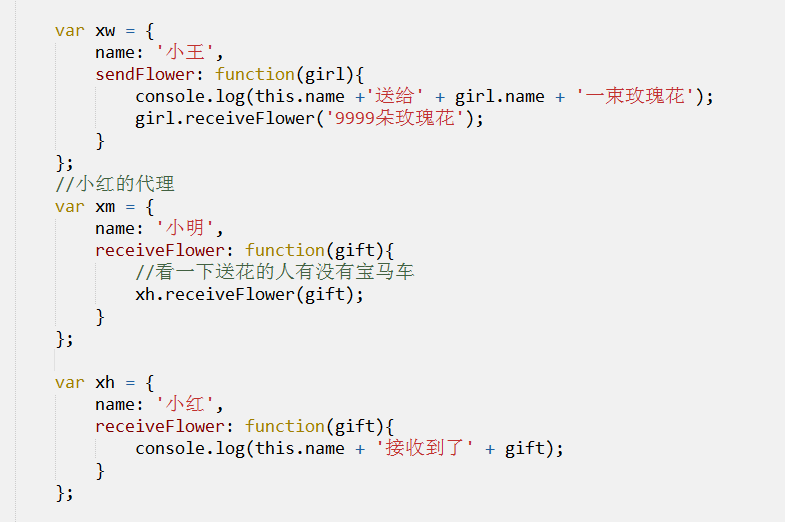 var xw = {
    name: '小王',
    sendFlower: function(girl){
        console.log(this.name +'送给' + girl.name + '一束玫瑰花');
        girl.receiveFlower('9999朵玫瑰花');
    }
};
//小红的代理
var xm = {
    name: '小明',
    receiveFlower: function(gift){
        //看一下送花的人有没有宝马车
        xh.receiveFlower(gift);
    }
};
var xh = {
    name: '小红',
    receiveFlower: function(gift){
        console.log(this.name + '接收到了' + gift);
    }
};